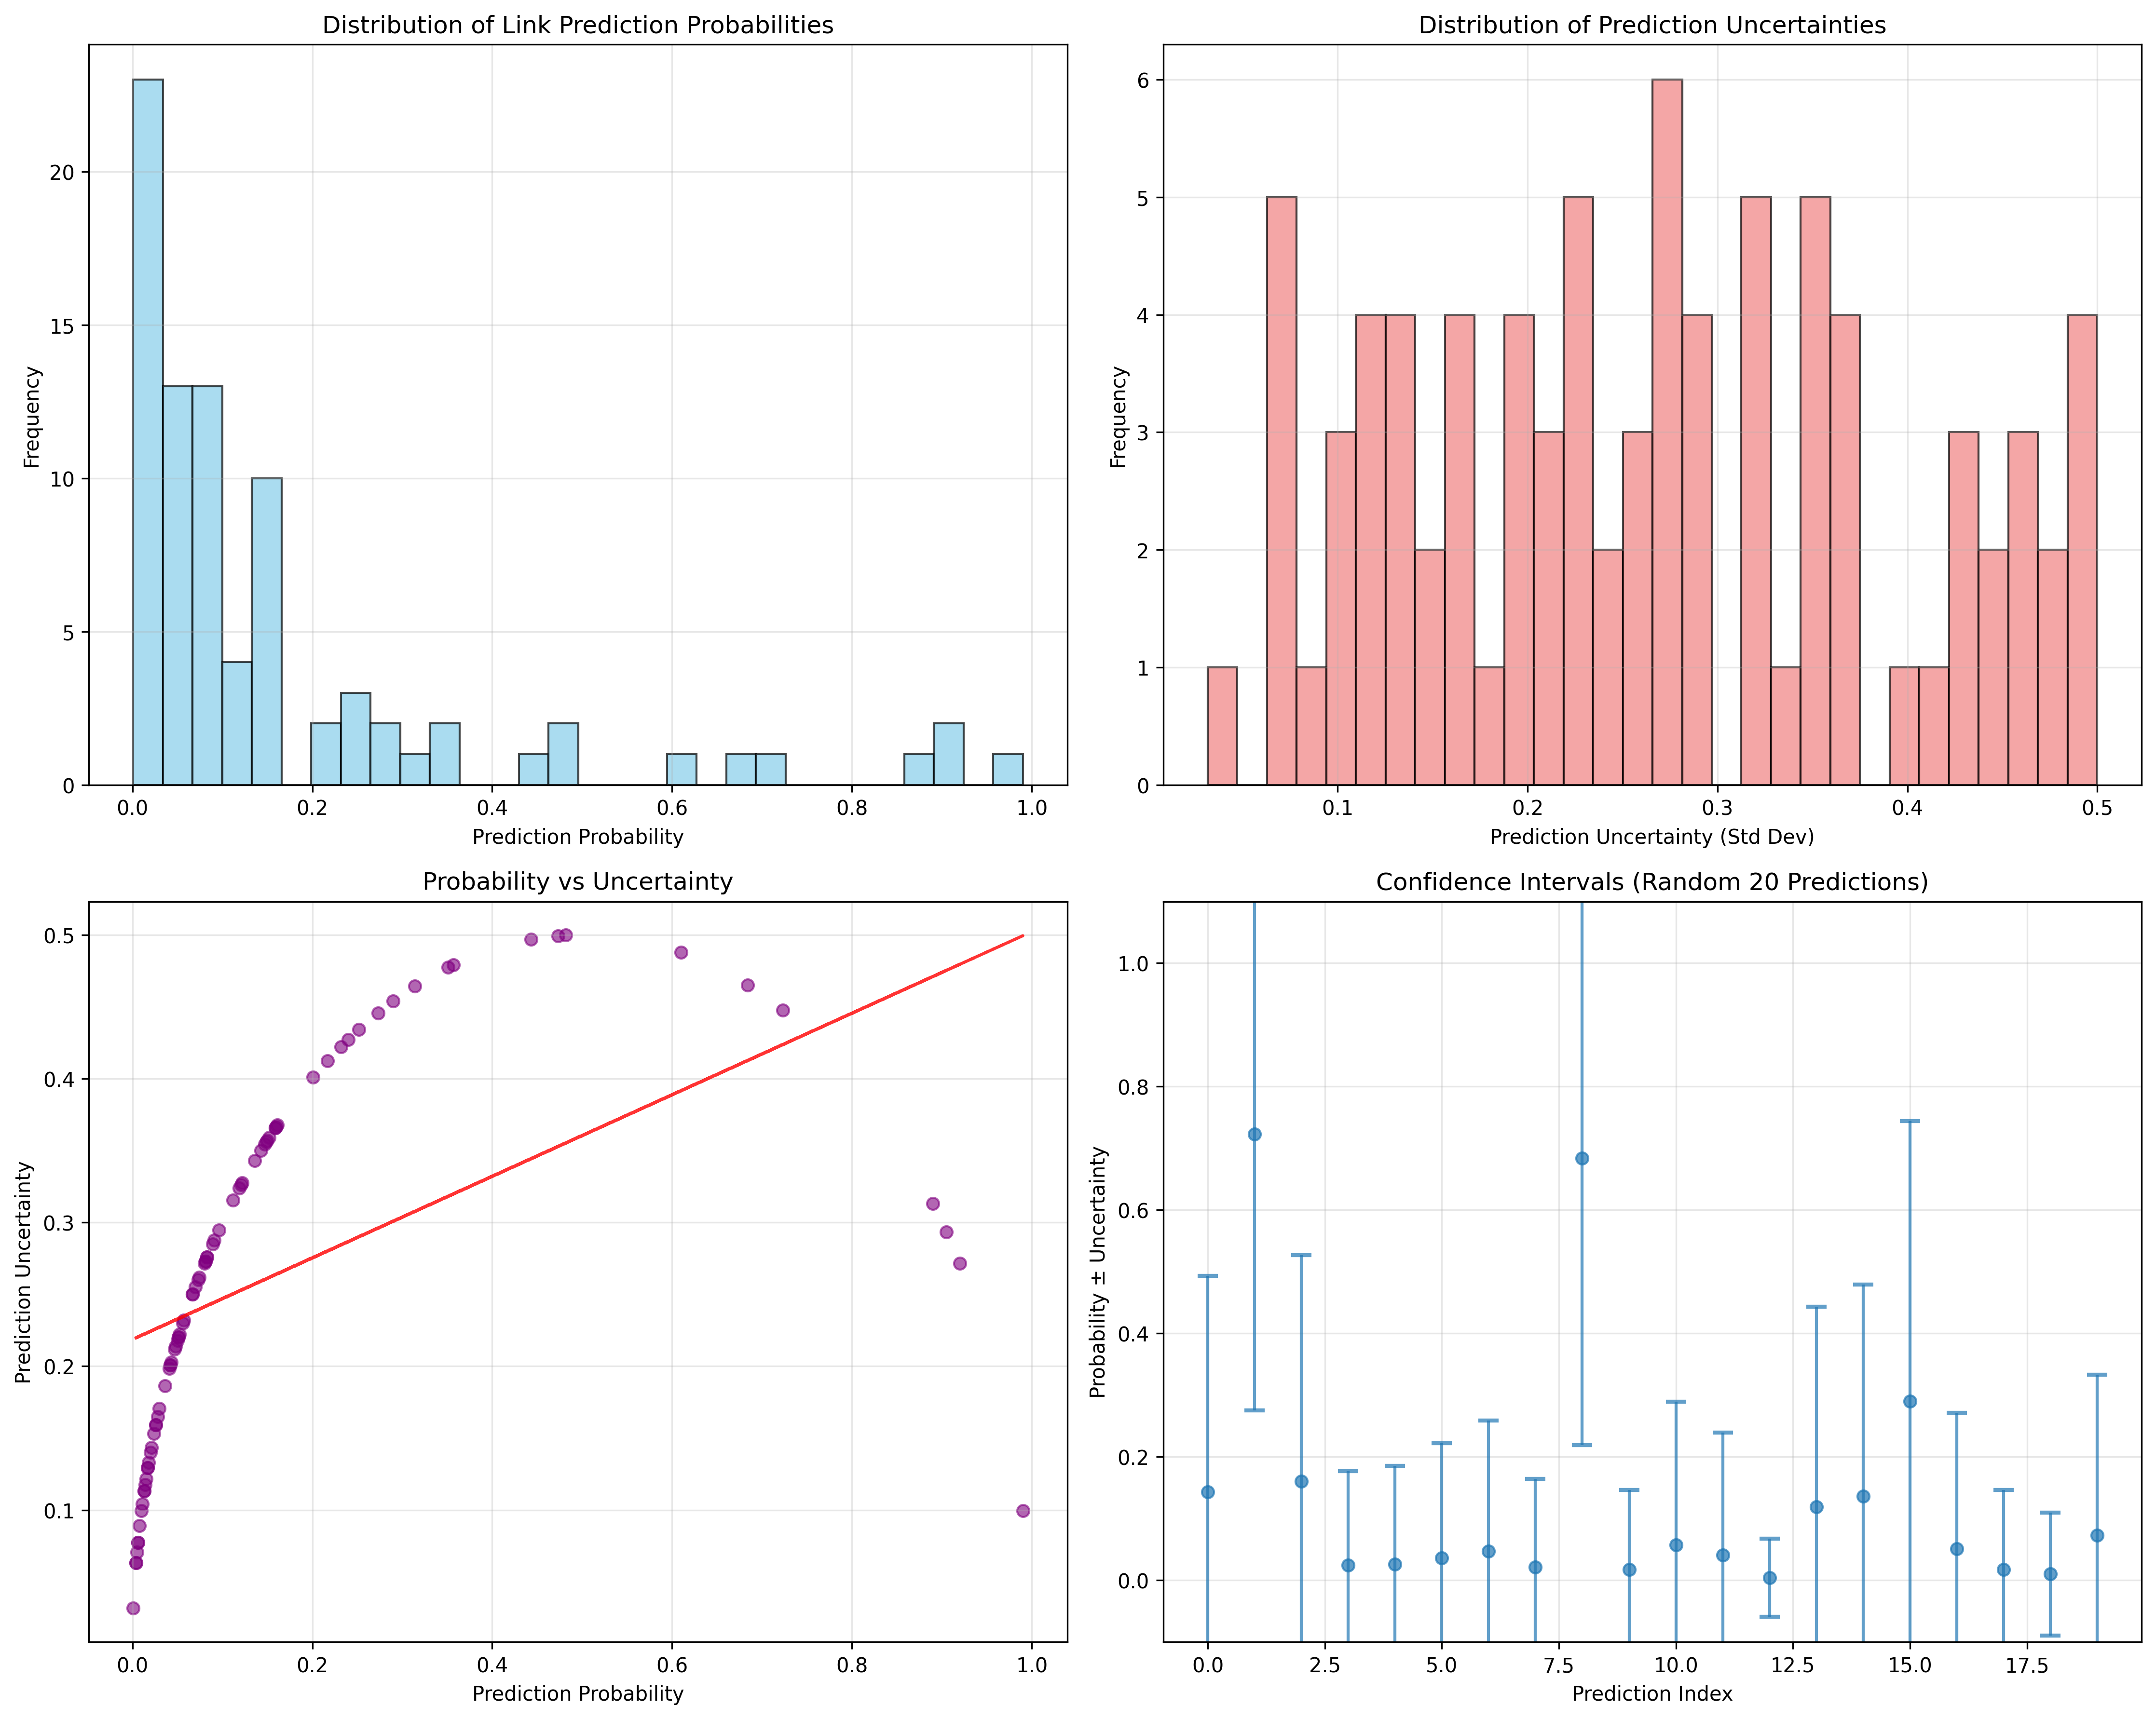 Distribution of Link Prediction Probabilities
Frequency
20
15
10
5
0
0.0 0.2 0.4 0.6 0.8 1.0
Prediction Probability
Distribution of Prediction Uncertainties
Frequency
6
5
4
3
2
1
0
0.1 0.2 0.3 0.4 0.5
Prediction Uncertainty (Std Dev)
Probability vs Uncertainty
Prediction Uncertainty
0.5
0.4
0.3
0.2
0.1
0.0 0.2 0.4 0.6 0.8 1.0
Prediction Probability
Confidence Intervals (Random 20 Predictions)
Probability ± Uncertainty
1.0
0.8
0.6
0.4
0.2
0.0
0.0 2.5 5.0 7.5 10.0 12.5 15.0 17.5
Prediction Index